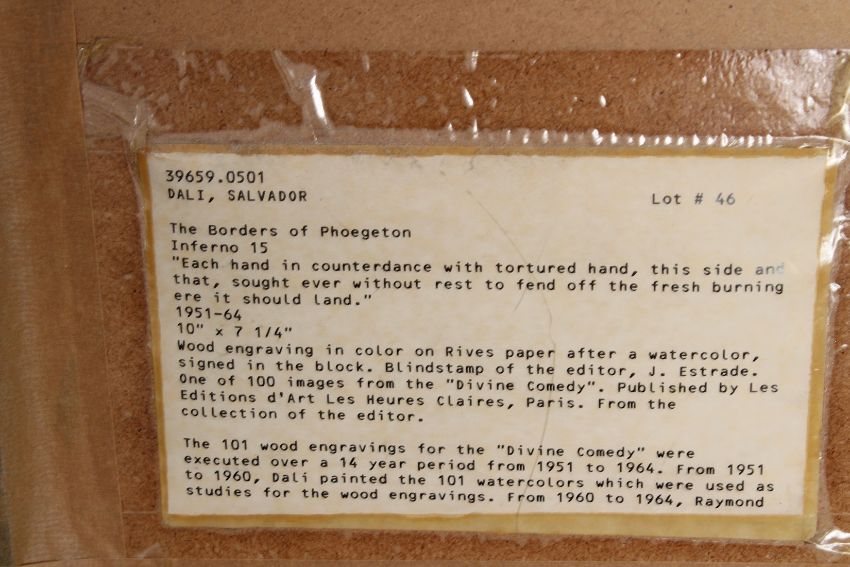 39659.0501
DALI, SALVADOR
Lot # 46
The Borders of Phoegeton
Inferno 15
"Each hand in counterdance with tortured hand, this side and
that, sought ever without rest to fend off the fresh burning
ere it should land."
1951-64
10" x 7 1/4"
Wood engraving in color on Rives paper after a watercolor,
signed in the block. Blindstamp of the editor, J. Estrade.
One of 100 images from the "Divine Comedy". Published by Les
Editions d'Art Les Heures Claires, Paris. From the
collection of the editor.
The 101 wood engravings for the "Divine Comedy" were
executed over a 14 year period from 1951 to 1964. From 1951
to 1960, Dali painted the 101 watercolors which were used as
studies for the wood engravings. From 1960 to 1964, Raymond